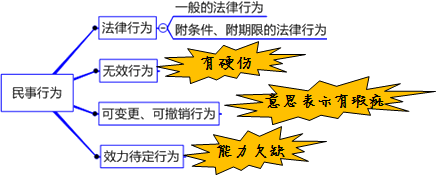 一般的法律行为
法律行为
附条件、附期限的法律行为
无效行为
有硬伤
民事行为
可变更、可撤销行为
意思表示有瑕疵
效力待定行为
能力欠缺